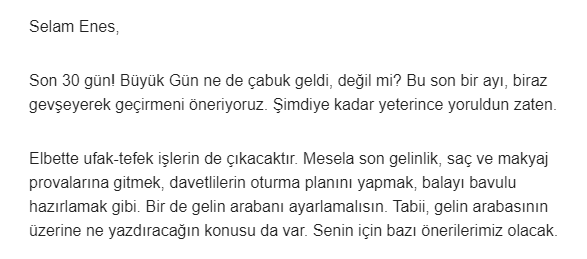 Selam Enes,
Son 30 gün! Büyük Gün ne de çabuk geldi, değil mi? Bu son bir ayı, biraz
gevşeyerek geçirmeni öneriyoruz. Şimdiye kadar yeterince yoruldun zaten.
Elbette ufak-tefek işlerin de çıkacaktır. Mesela son gelinlik, saç ve makyaj
provalarına gitmek, davetlilerin oturma planını yapmak, balayı bavulu
hazırlamak gibi. Bir de gelin arabanı ayarlamalısın. Tabii, gelin arabasının
üzerine ne yazdıracağın konusu da var. Senin için bazı önerilerimiz olacak.